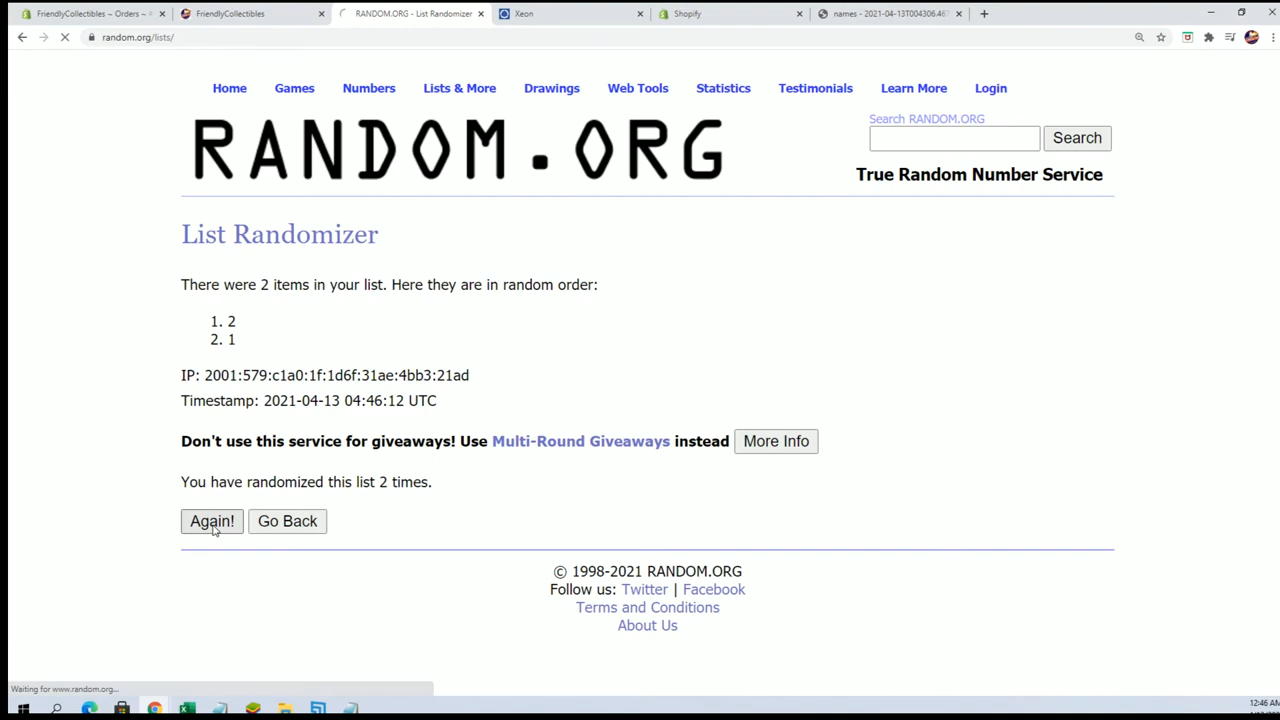 FriendlyCollectibles ~ Orders ~
FriendlyCollectibles
RANDOM.ORG - List Randomizer
Xeon
Shopify
names - 2021-04-13T004306.46
random.org/lists/
Home Games Numbers Lists & More Drawings Web Tools Statistics Testimonials Learn More Login
Search RANDOM.ORG
RANDOM.ORG
Search
True Random Number Service
List Randomizer
There were 2 items in your list. Here they are in random order:
1. 2
2. 1
IP: 2001:579:c1a0:1f:1d6f:31ae:4bb3:21ad
Timestamp: 2021-04-13 04:46:12 UTC
Don't use this service for giveaways! Use Multi-Round Giveaways instead More Info
You have randomized this list 2 times.
Again! Go Back
© 1998-2021 RANDOM.ORG
Follow us: Twitter | Facebook
Terms and Conditions
About Us
Waiting for www.random.org...
12:46 AM